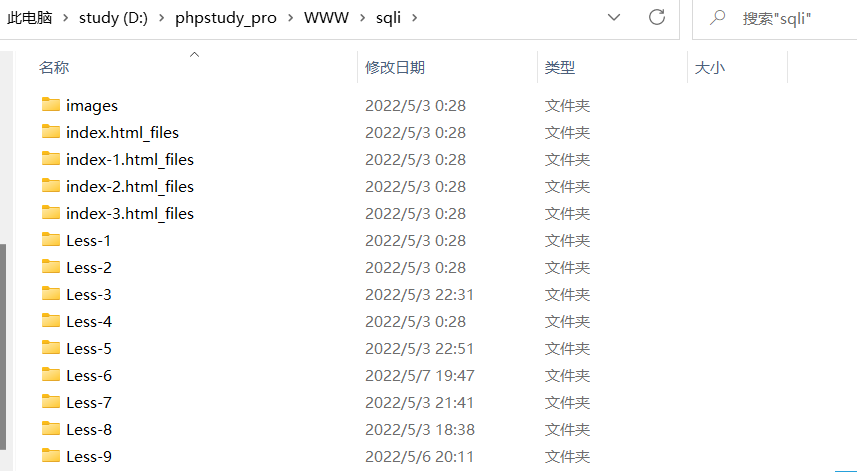 此电脑 > study (D:) > phpstudy_pro > WWW > sqli > 搜索"sqli"
名称 修改日期 类型 大小
images 2022/5/3 0:28 文件夹
index.html_files 2022/5/3 0:28 文件夹
index-1.html_files 2022/5/3 0:28 文件夹
index-2.html_files 2022/5/3 0:28 文件夹
index-3.html_files 2022/5/3 0:28 文件夹
Less-1 2022/5/3 0:28 文件夹
Less-2 2022/5/3 0:28 文件夹
Less-3 2022/5/3 22:31 文件夹
Less-4 2022/5/3 0:28 文件夹
Less-5 2022/5/3 22:51 文件夹
Less-6 2022/5/7 19:47 文件夹
Less-7 2022/5/3 21:41 文件夹
Less-8 2022/5/3 18:38 文件夹
Less-9 2022/5/6 20:11 文件夹